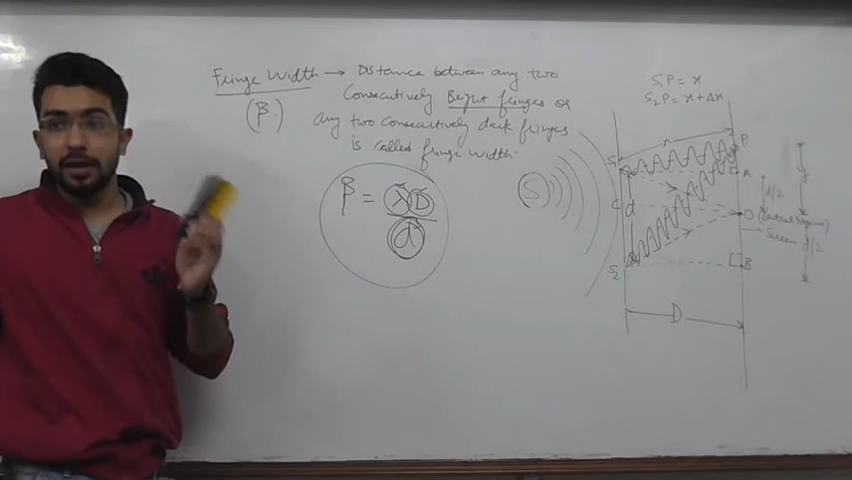 Fringe Width → Distance between any two
(β) Consecutively Bright fringes or
any two consecutively dark fringes
is called fringe width.
β = λD
d
S₁P = x
S₂P = x + Δx
S
S₁
x
P
y
A
d/2
C
d
O (Central
Screen
d/2
S₂
B
D